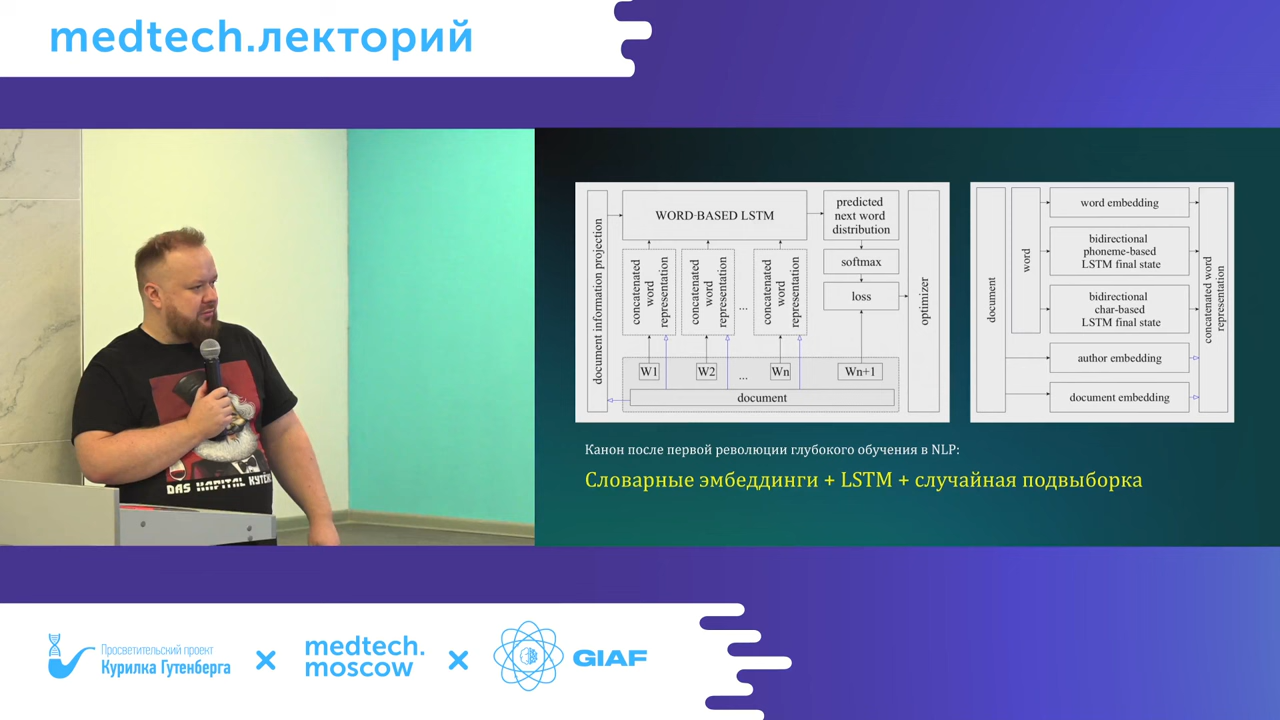 medtech.лекторий
DAS KAPITAL КУТЁЖ
document information projection
WORD-BASED LSTM
predicted
next word
distribution
softmax
loss
optimizer
concatenated
word
representation
concatenated
word
representation
...
concatenated
word
representation
W1
W2
...
Wn
Wn+1
document
document
word
word embedding
bidirectional
phoneme-based
LSTM final state
bidirectional
char-based
LSTM final state
author embedding
document embedding
concatenated word
representation
Канон после первой революции глубокого обучения в NLP:
Словарные эмбеддинги + LSTM + случайная подвыборка
Просветительский проект
Курилка Гутенберга
×
medtech.
moscow
×
GIAF